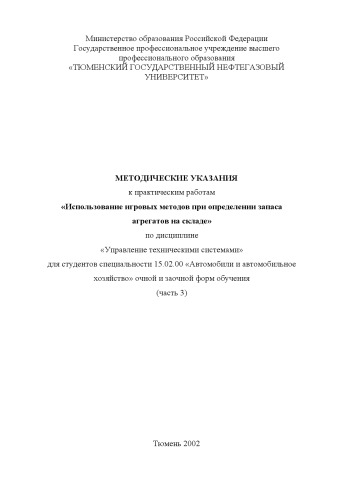 Министерство образования Российской Федерации
Государственное профессиональное учреждение высшего
профессионального образования
«ТЮМЕНСКИЙ ГОСУДАРСТВЕННЫЙ НЕФТЕГАЗОВЫЙ
УНИВЕРСИТЕТ»
МЕТОДИЧЕСКИЕ УКАЗАНИЯ
к практическим работам
«Использование игровых методов при определении запаса
агрегатов на складе»
по дисциплине
«Управление техническими системами»
для студентов специальности 15.02.00 «Автомобили и автомобильное
хозяйство» очной и заочной форм обучения
(часть 3)
Тюмень 2002